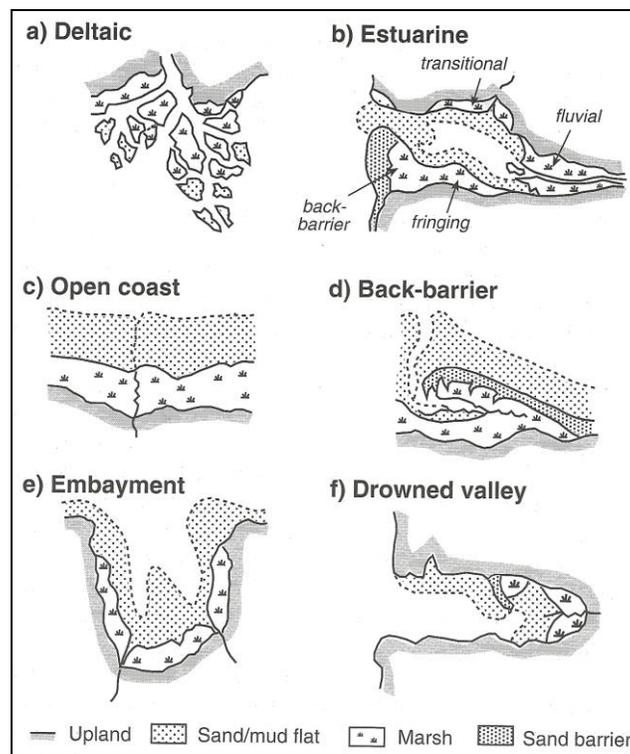 a) Deltaic
b) Estuarine
transitional
fluvial
back-
barrier
fringing
c) Open coast
d) Back-barrier
e) Embayment
f) Drowned valley
Upland
Sand/mud flat
Marsh
Sand barrier